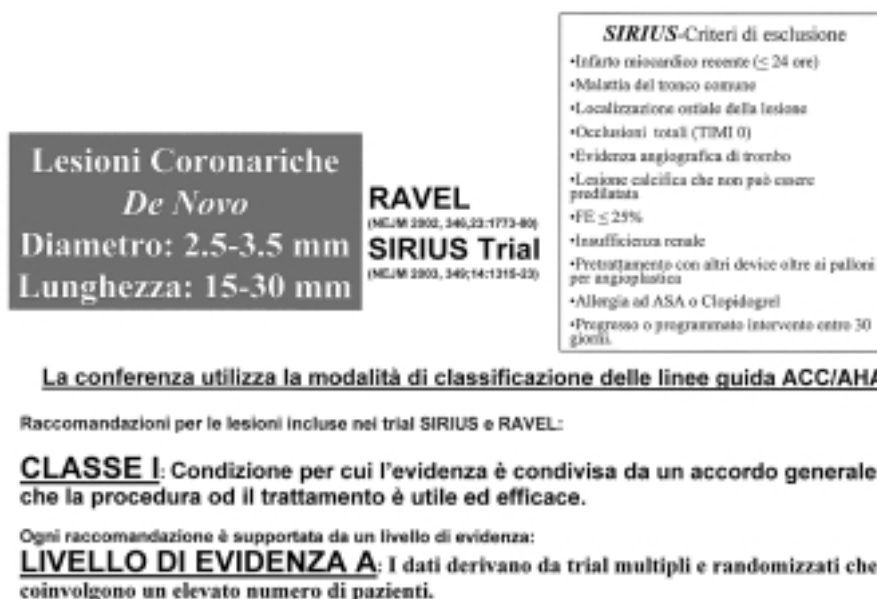 Lesioni Coronariche
De Novo
Diametro: 2.5-3.5 mm
Lunghezza: 15-30 mm
RAVEL
(NEJM 2002, 346,23:1773-80)
SIRIUS Trial
(NEJM 2003, 349;14:1315-23)
SIRIUS-Criteri di esclusione
•Infarto miocardico recente (≤ 24 ore)
•Malattia del tronco comune
•Localizzazione ostiale della lesione
•Occlusioni totali (TIMI 0)
•Evidenza angiografica di trombo
•Lesione calcifica che non può essere
predilatata
•FE ≤ 25%
•Insufficienza renale
•Pretrattamento con altri device oltre ai palloni
per angioplastica
•Allergia ad ASA o Clopidogrel
•Progresso o programmato intervento entro 30
giorni.
La conferenza utilizza la modalità di classificazione delle linee guida ACC/AHA
Raccomandazioni per le lesioni incluse nei trial SIRIUS e RAVEL:
CLASSE I: Condizione per cui l'evidenza è condivisa da un accordo generale
che la procedura od il trattamento è utile ed efficace.
Ogni raccomandazione è supportata da un livello di evidenza:
LIVELLO DI EVIDENZA A: I dati derivano da trial multipli e randomizzati che
coinvolgono un elevato numero di pazienti.